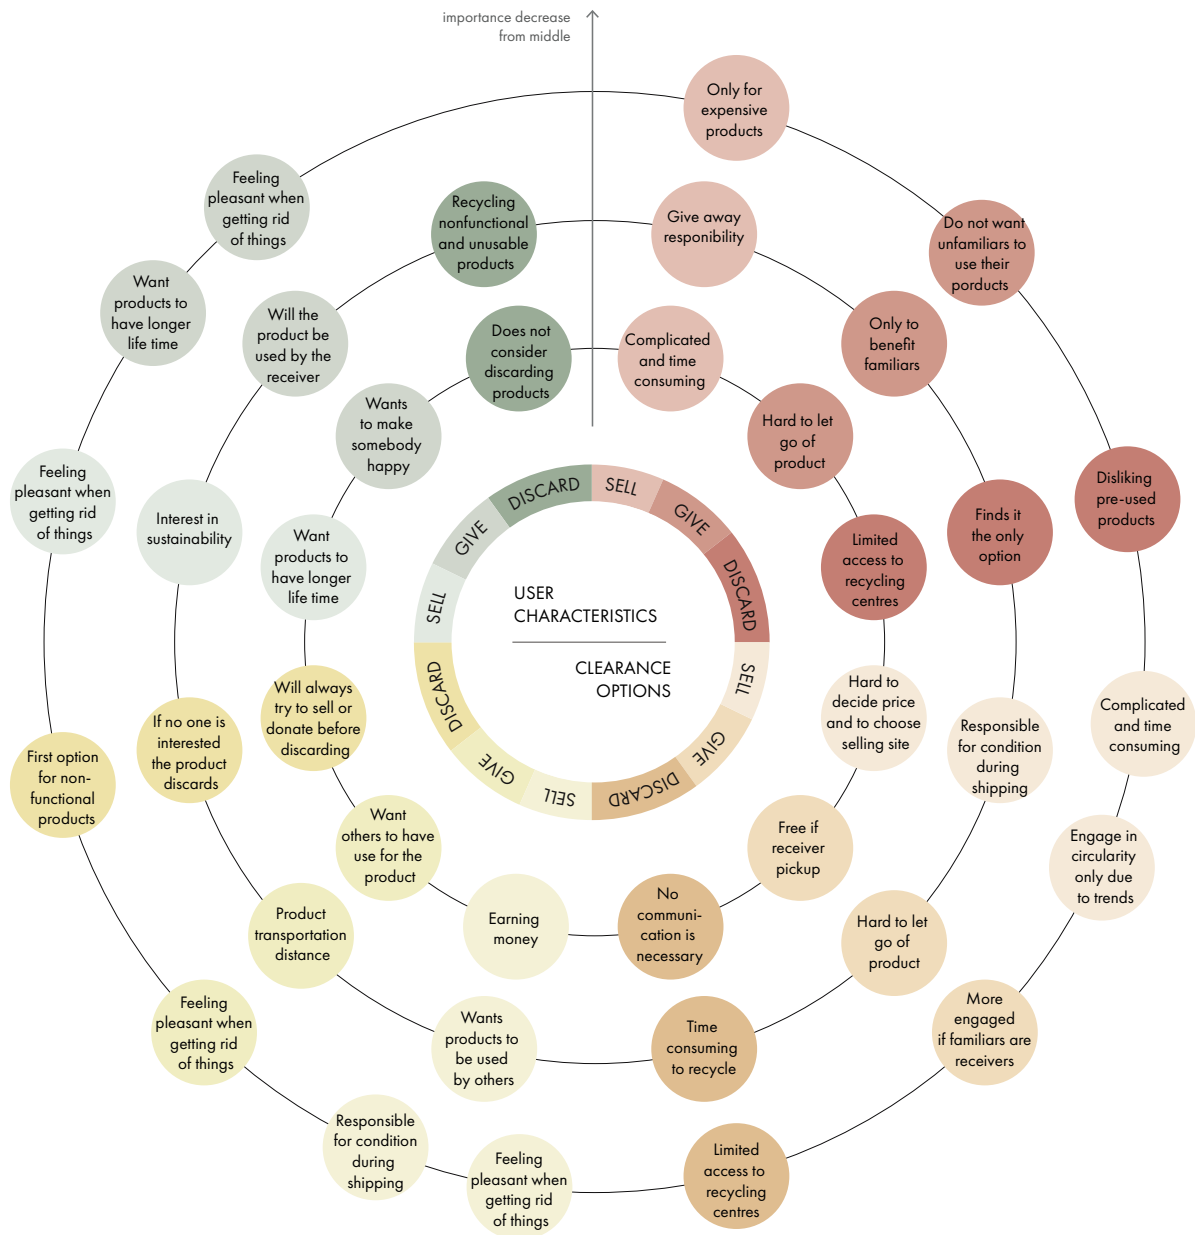 importance decrease
from middle
Only for
expensive
products
Feeling
pleasant when
getting rid
of things
Recycling
nonfunctional
and unusable
products
Give away
responibility
Do not want
unfamiliars to
use their
porducts
Want
products to
have longer
life time
Will the
product be
used by the
receiver
Does not
consider
discarding
products
Complicated
and time
consuming
Only to
benefit
familiars
Wants
to make
somebody
happy
Hard to let
go of
product
Feeling
pleasant when
getting rid
of things
Interest in
sustainability
Want
products to
have longer
life time
Limited
access to
recycling
centres
Finds it
the only
option
Disliking
pre-used
products
DISCARD
SELL
GIVE
DISCARD
SELL
GIVE
DISCARD
SELL
GIVE
DISCARD
SELL
GIVE
USER
CHARACTERISTICS
CLEARANCE
OPTIONS
Will always
try to sell or
donate before
discarding
If no one is
interested
the product
discards
First option
for non-
functional
products
Hard to
decide price
and to choose
selling site
Responsible
for condition
during
shipping
Complicated
and time
consuming
Want
others to have
use for the
product
Free if
receiver
pickup
Engage in
circularity
only due
to trends
Earning
money
No
communi-
cation is
necessary
Product
transportation
distance
Hard to let
go of
product
Feeling
pleasant when
getting rid
of things
Wants
products to
be used
by others
Time
consuming
to recycle
More
engaged
if familiars are
receivers
Responsible
for condition
during
shipping
Feeling
pleasant when
getting rid
of things
Limited
access to
recycling
centres